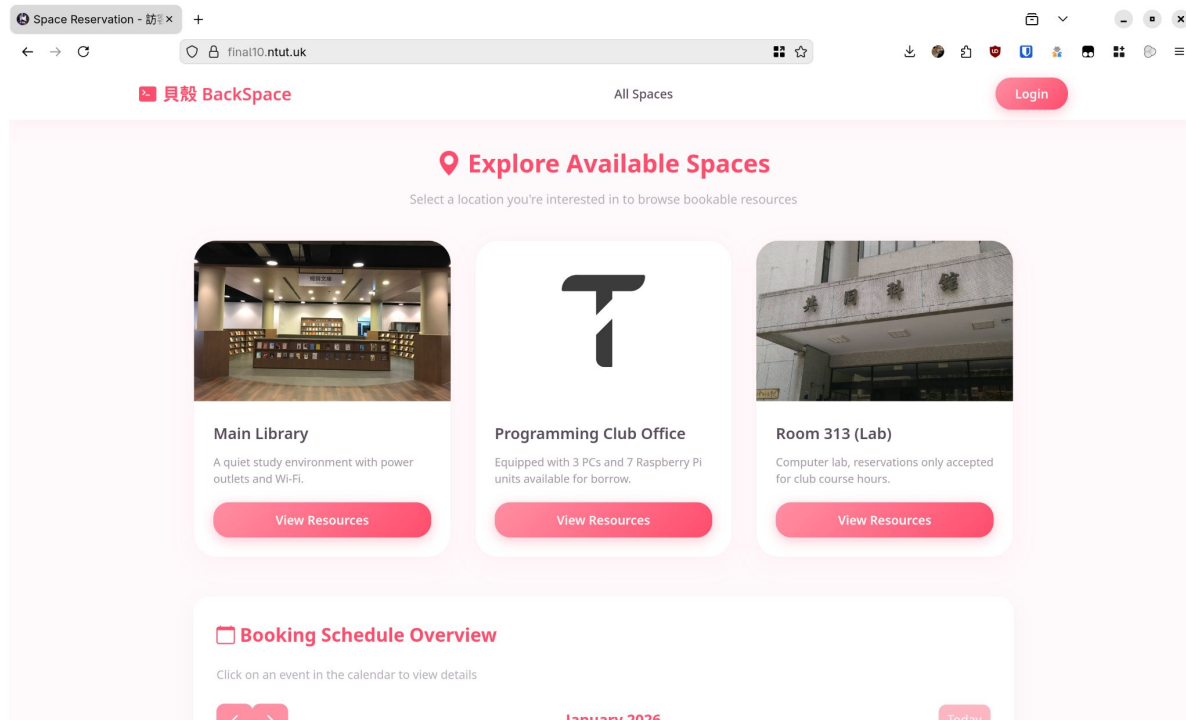 Space Reservation - 訪
final10.ntut.uk
貝殼 BackSpace
All Spaces
Login
Explore Available Spaces
Select a location you're interested in to browse bookable resources
共同科館
Main Library
A quiet study environment with power
outlets and Wi-Fi.
View Resources
Programming Club Office
Equipped with 3 PCs and 7 Raspberry Pi
units available for borrow.
View Resources
Room 313 (Lab)
Computer lab, reservations only accepted
for club course hours.
View Resources
Booking Schedule Overview
Click on an event in the calendar to view details
January 2026
Today